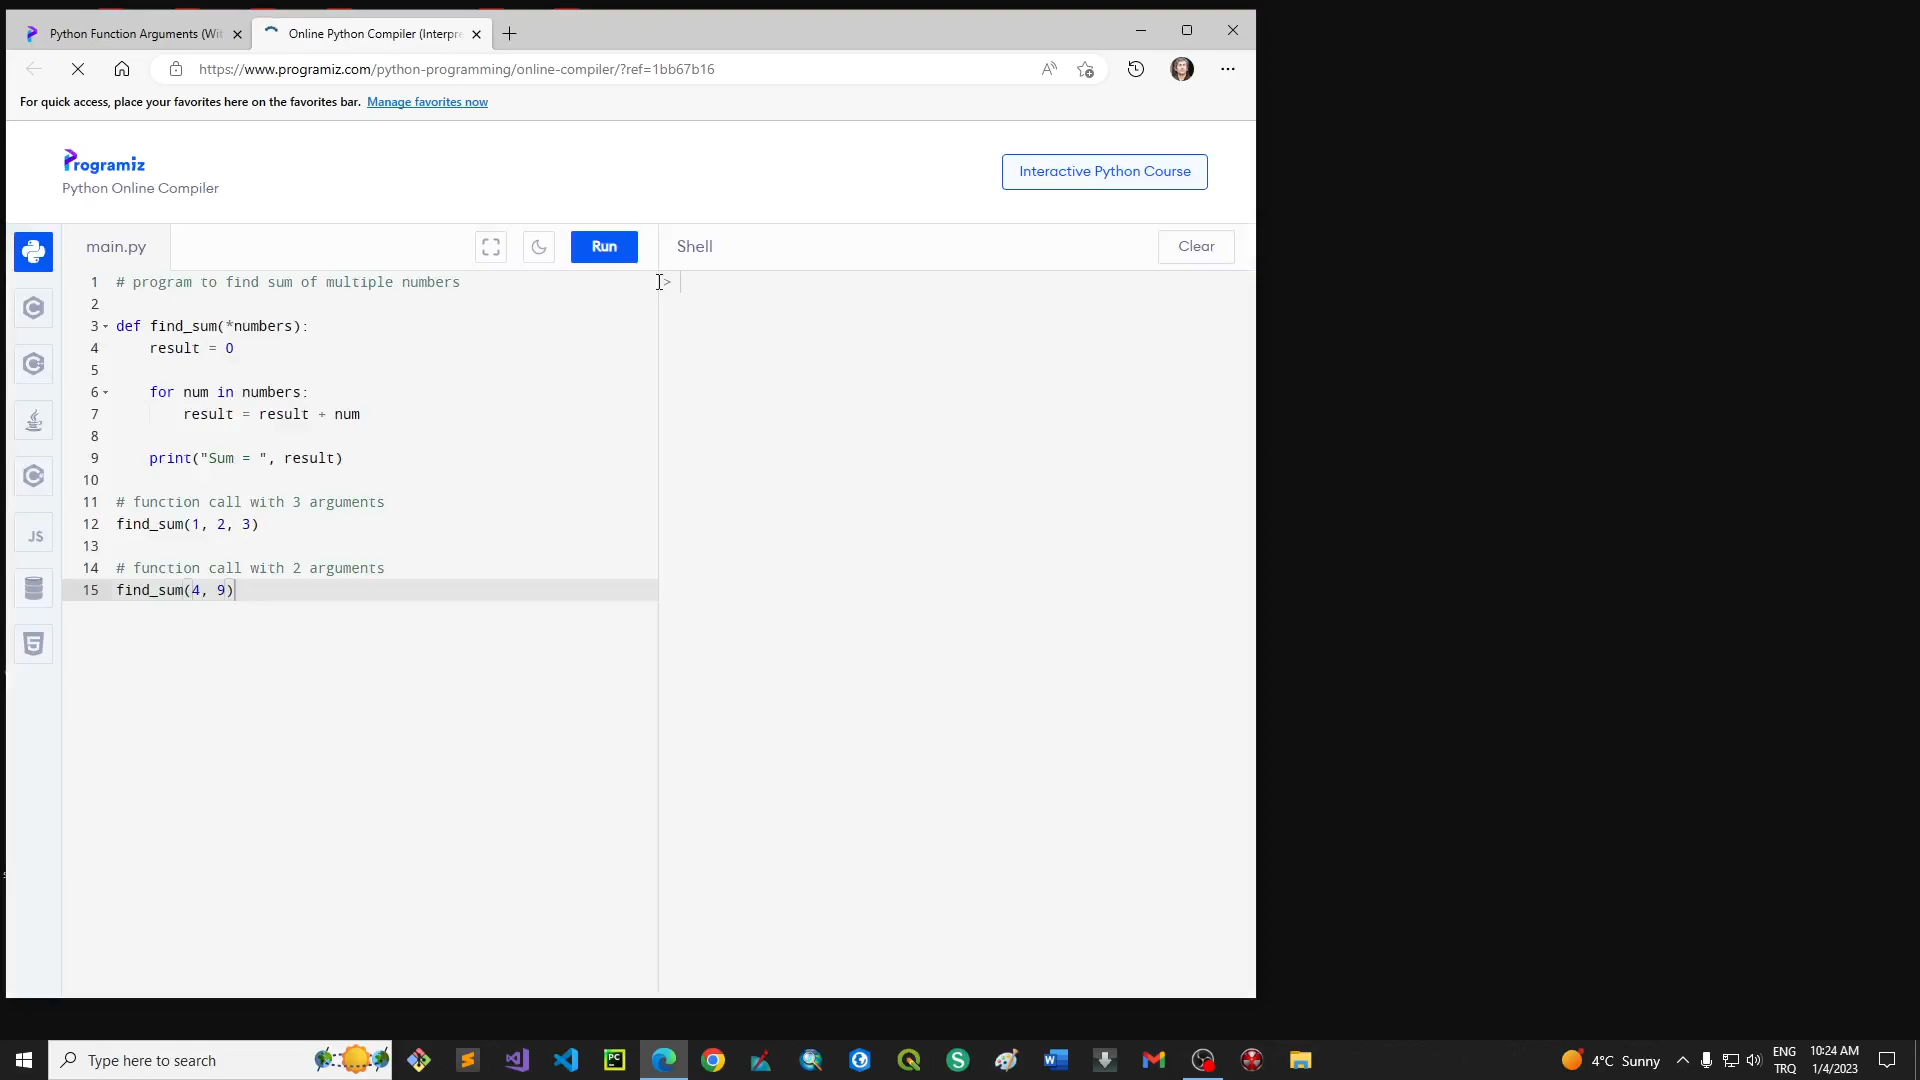 Python Function Arguments (Wit
Online Python Compiler (Interpre
https://www.programiz.com/python-programming/online-compiler/?ref=1bb67b16
For quick access, place your favorites here on the favorites bar. Manage favorites now
Programiz
Python Online Compiler
Interactive Python Course
main.py
Run
Shell
Clear
1 # program to find sum of multiple numbers
2
3 def find_sum(*numbers):
4 result = 0
5
6 for num in numbers:
7 result = result + num
8
9 print("Sum = ", result)
10
11 # function call with 3 arguments
12 find_sum(1, 2, 3)
13
14 # function call with 2 arguments
15 find_sum(4, 9)
>
JS
Type here to search
PC
4°C Sunny
ENG
TRQ
10:24 AM
1/4/2023